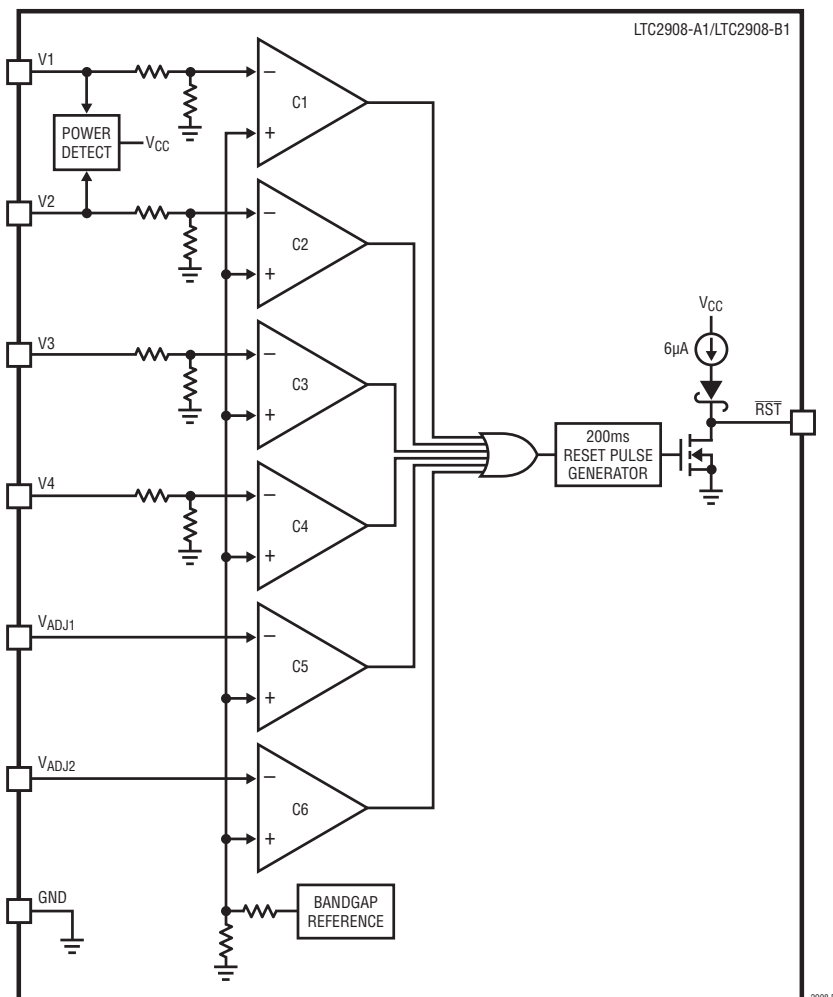 LTC2908-A1/LTC2908-B1
V1
−
C1
+
POWER
DETECT
VCC
V2
−
C2
+
V3
−
C3
+
VCC
6µA
RST
200ms
RESET PULSE
GENERATOR
V4
−
C4
+
VADJ1
−
C5
+
VADJ2
−
C6
+
GND
BANDGAP
REFERENCE